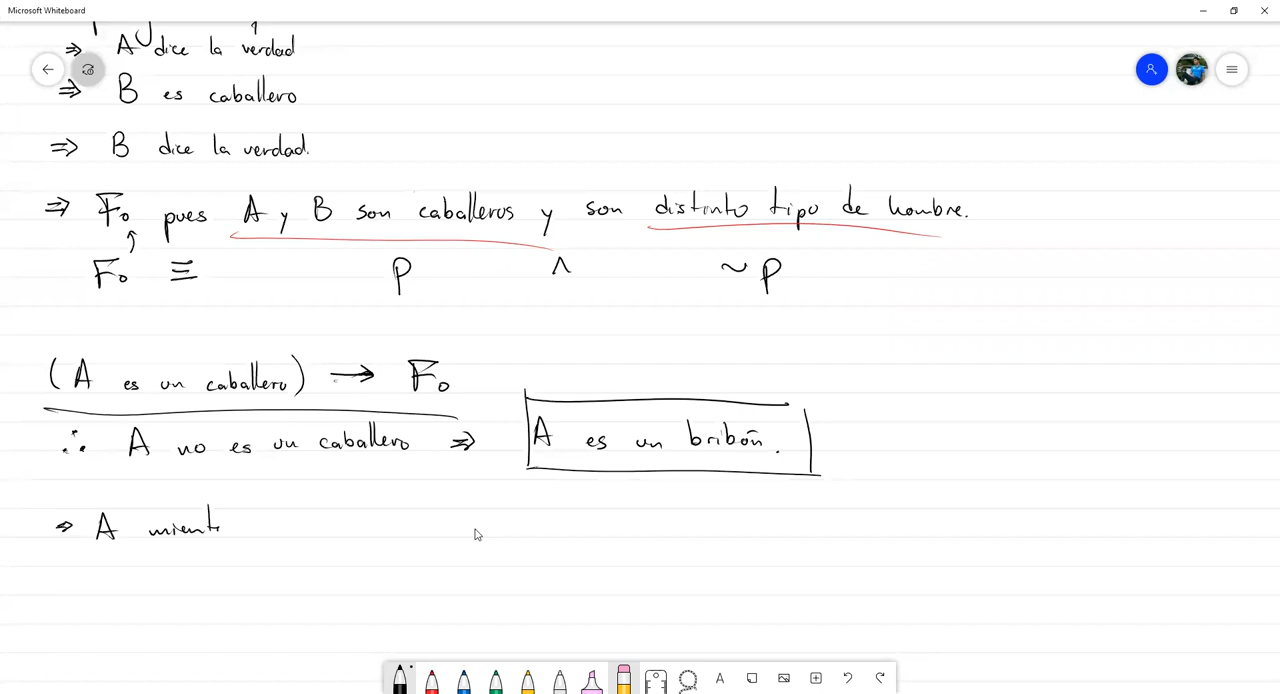 Microsoft Whiteboard
⇒ A dice la verdad
⇒ B es caballero
⇒ B dice la verdad.
⇒ F₀ pues A y B son caballeros y son distinto tipo de hombre.
F₀ ≡ P ∧ ~P
(A es un caballero) → F₀
∴ A no es un caballero ⇒ A es un bribón.
⇒ A mient